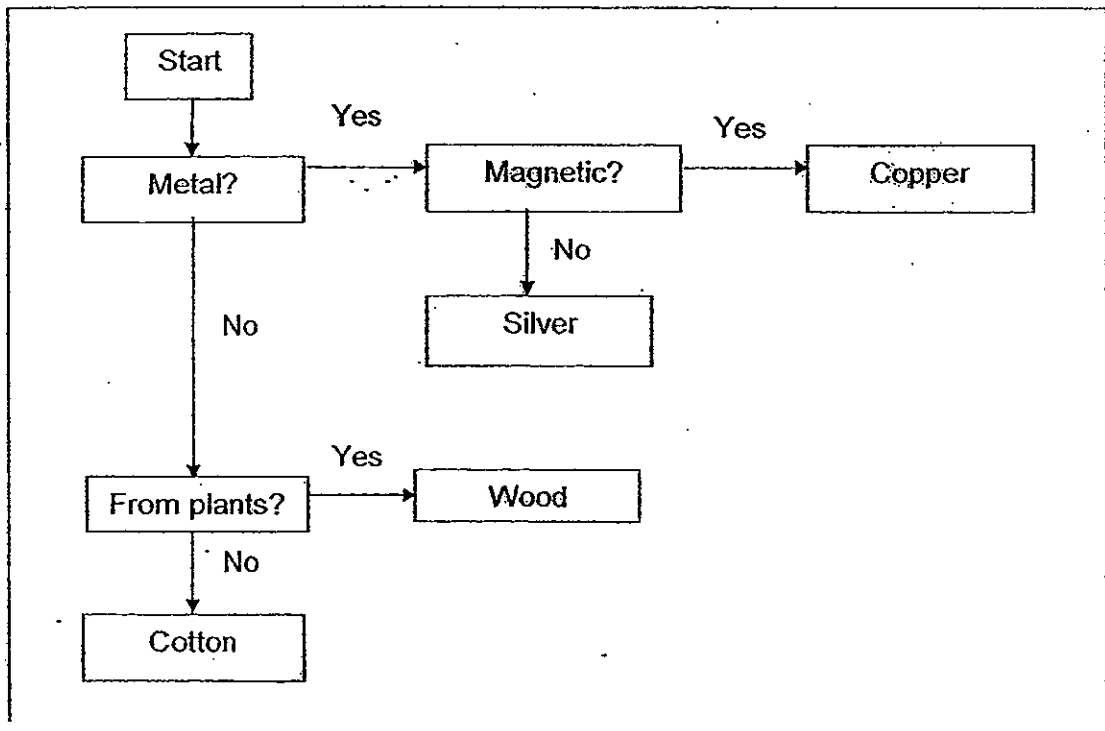 Start
Yes
Yes
Metal?
Magnetic?
Copper
No
Silver
No
Yes
From plants?
Wood
No
Cotton